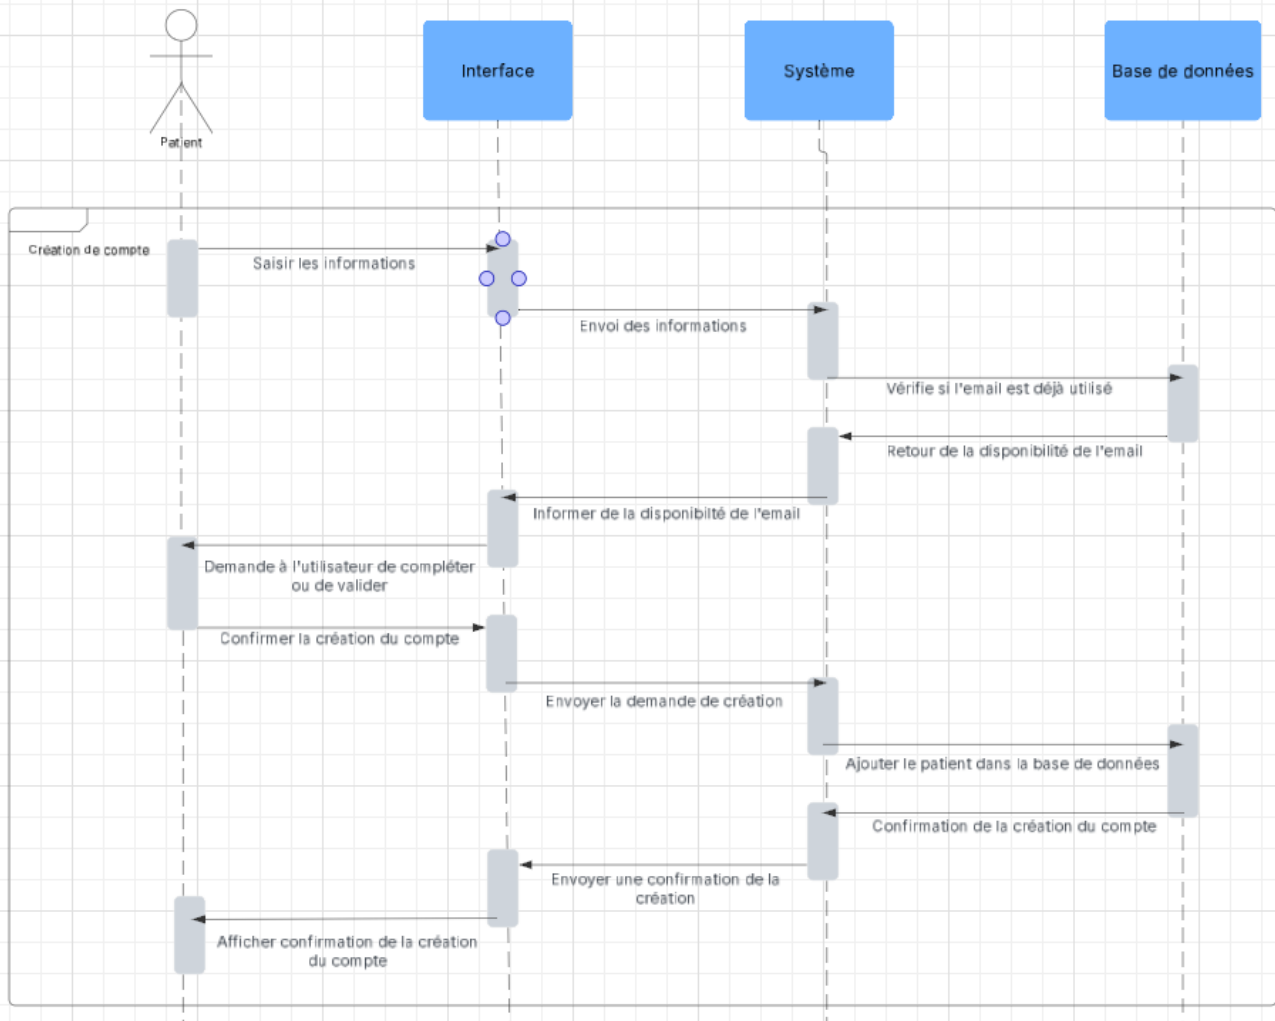 Patient
Interface
Système
Base de données
Création de compte
Saisir les informations
Envoi des informations
Vérifie si l'email est déjà utilisé
Retour de la disponibilité de l'email
Informer de la disponibilté de l'email
Demande à l'utilisateur de compléter
ou de valider
Confirmer la création du compte
Envoyer la demande de création
Ajouter le patient dans la base de données
Confirmation de la création du compte
Envoyer une confirmation de la
création
Afficher confirmation de la création
du compte